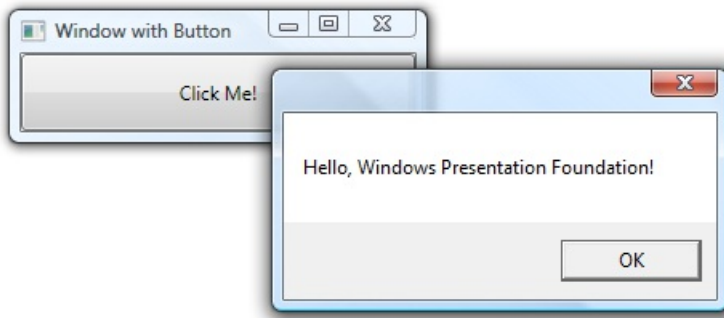 Window with Button
Click Me!
Hello, Windows Presentation Foundation!
OK